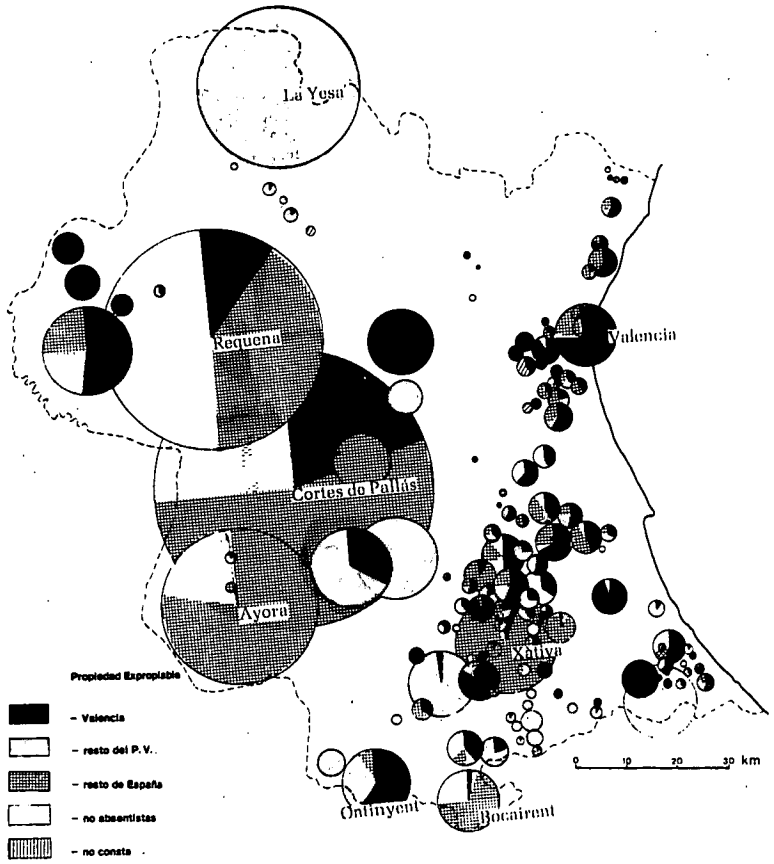 La Yesa
Requena
Valencia
Cortes de Pallás
Ayora
Xàtiva
Propiedad Expropiable
- Valencia
- resto del P.V.
- resto de España
- no absentistas
- no consta
Ontinyent
Bocairent
0 10 20 30 km